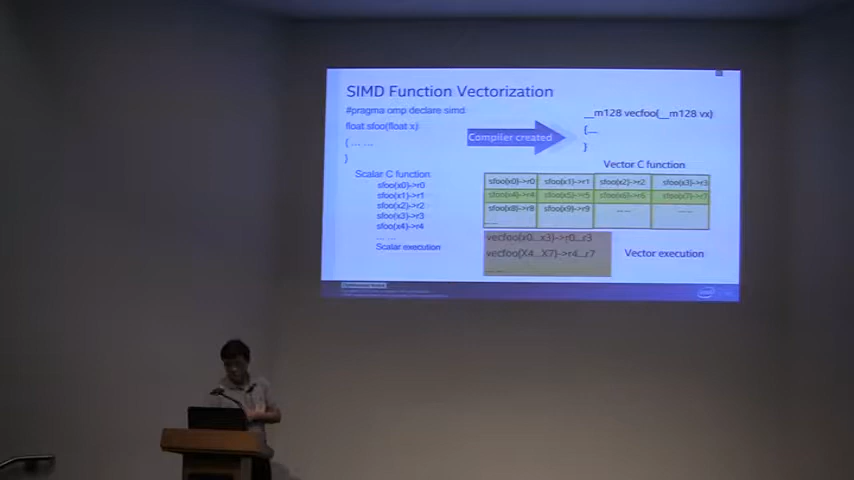 SIMD Function Vectorization
#pragma omp declare simd
float sfoo(float x)
{ ... ...
}
Compiler created
__m128 vecfoo(__m128 vx)
{....
}
Scalar C function
sfoo(x0)->r0
sfoo(x1)->r1
sfoo(x2)->r2
sfoo(x3)->r3
sfoo(x4)->r4
... ...
Scalar execution
Vector C function
sfoo(x0)->r0 sfoo(x1)->r1 sfoo(x2)->r2 sfoo(x3)->r3
sfoo(x4)->r4 sfoo(x5)->r5 sfoo(x6)->r6 sfoo(x7)->r7
sfoo(x8)->r8 sfoo(x9)->r9 ...... ......
......
vecfoo(x0...x3)->r0...r3
vecfoo(X4...X7)->r4...r7
......
Vector execution
intel